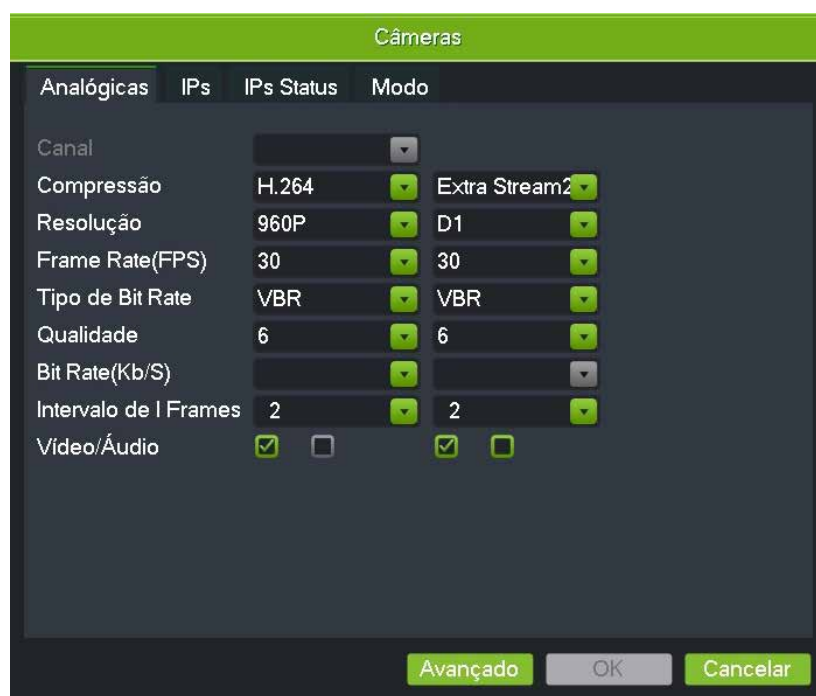 Câmeras
Analógicas IPs IPs Status Modo
Canal
Compressão H.264 Extra Stream2
Resolução 960P D1
Frame Rate(FPS) 30 30
Tipo de Bit Rate VBR VBR
Qualidade 6 6
Bit Rate(Kb/S)
Intervalo de I Frames 2 2
Vídeo/Áudio
Avançado OK Cancelar